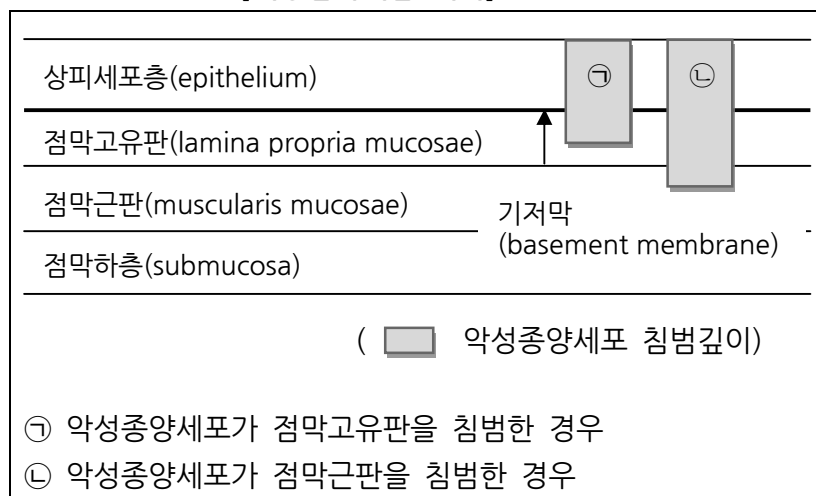 상피세포층(epithelium)
㉠
㉡
점막고유판(lamina propria mucosae)
점막근판(muscularis mucosae)
기저막
(basement membrane)
점막하층(submucosa)
( 악성종양세포 침범깊이)
㉠ 악성종양세포가 점막고유판을 침범한 경우
㉡ 악성종양세포가 점막근판을 침범한 경우